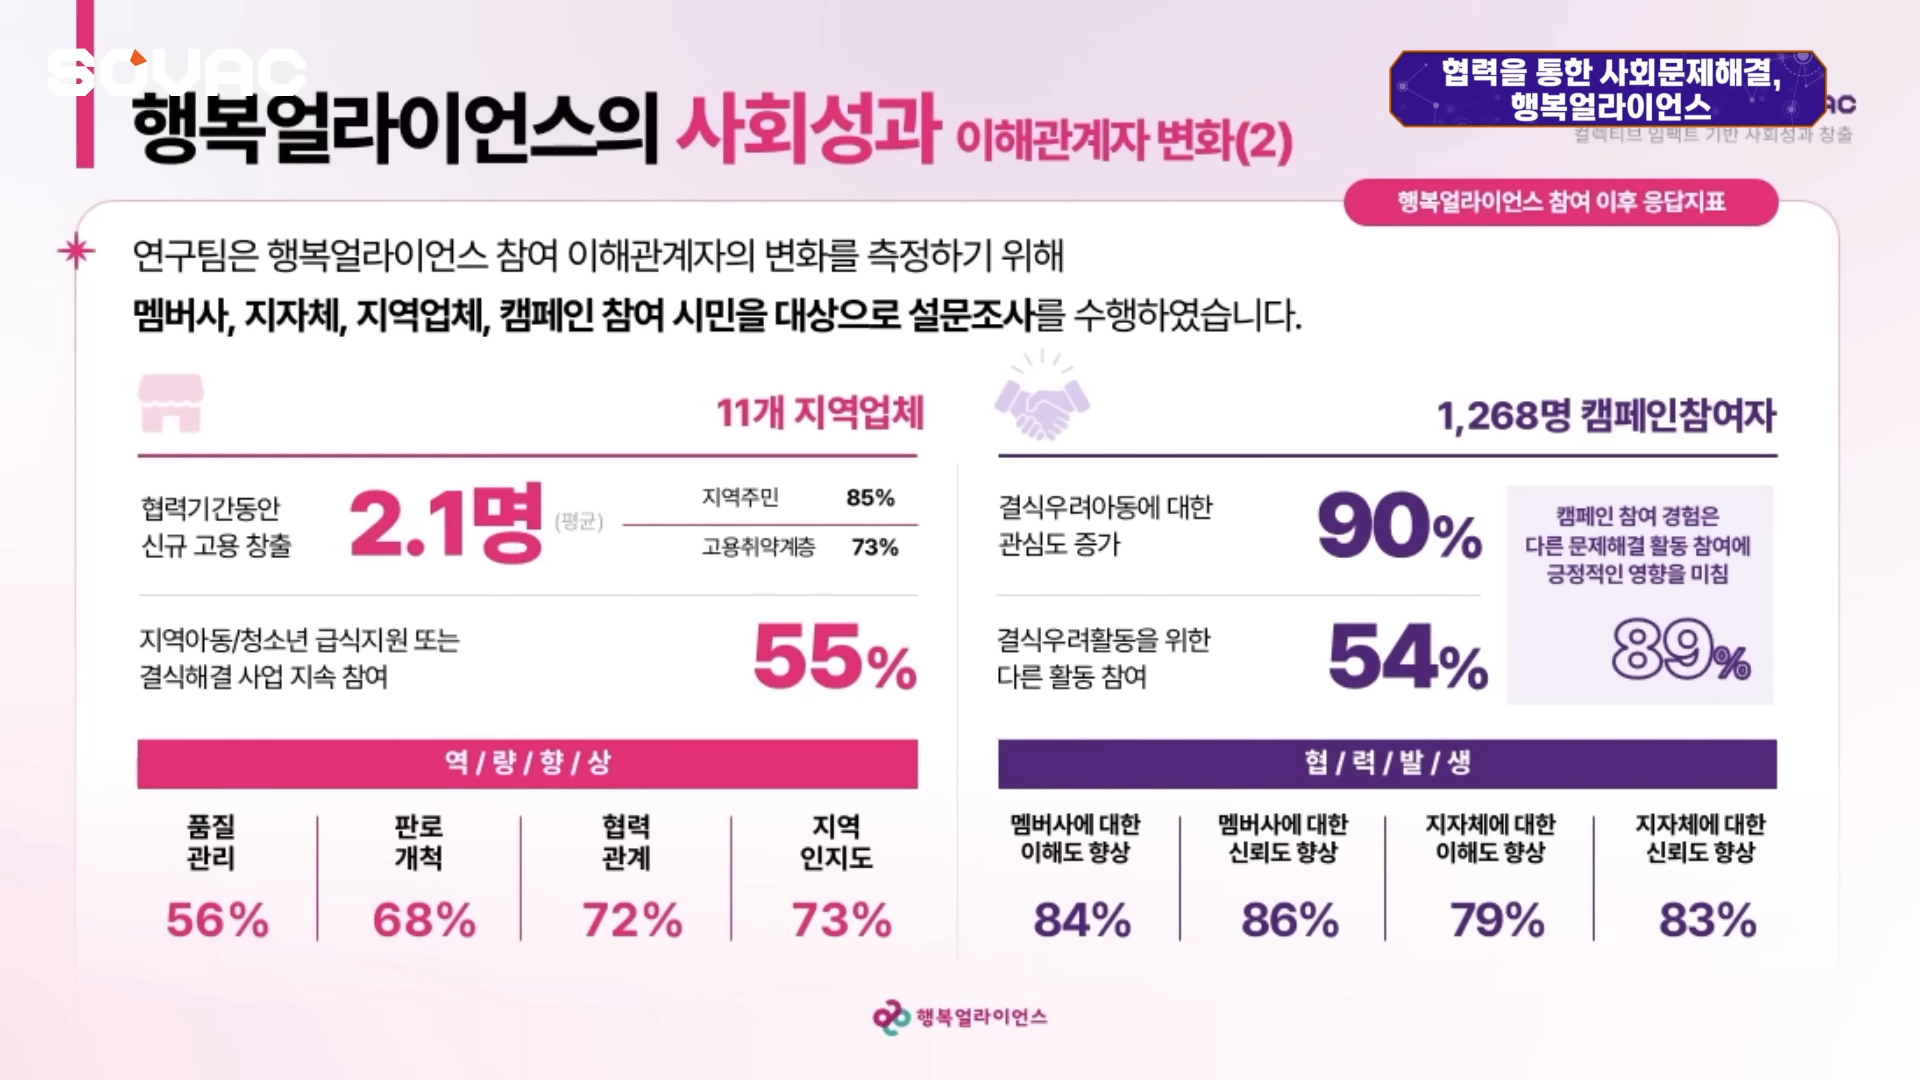 SOVAC
협력을 통한 사회문제해결,
행복얼라이언스
행복얼라이언스의 사회성과 이해관계자 변화(2)
컬렉티브 임팩트 기반 사회성과 창출
행복얼라이언스 참여 이후 응답지표
연구팀은 행복얼라이언스 참여 이해관계자의 변화를 측정하기 위해
멤버사, 지자체, 지역업체, 캠페인 참여 시민을 대상으로 설문조사를 수행하였습니다.
11개 지역업체
협력기간동안
신규 고용 창출
2.1명 (평균)
지역주민 85%
고용취약계층 73%
지역아동/청소년 급식지원 또는
결식해결 사업 지속 참여
55%
역/량/향/상
품질
관리
56%
판로
개척
68%
협력
관계
72%
지역
인지도
73%
1,268명 캠페인참여자
결식우려아동에 대한
관심도 증가
90%
결식우려활동을 위한
다른 활동 참여
54%
캠페인 참여 경험은
다른 문제해결 활동 참여에
긍정적인 영향을 미침
89%
협/력/발/생
멤버사에 대한
이해도 향상
84%
멤버사에 대한
신뢰도 향상
86%
지자체에 대한
이해도 향상
79%
지자체에 대한
신뢰도 향상
83%
행복얼라이언스